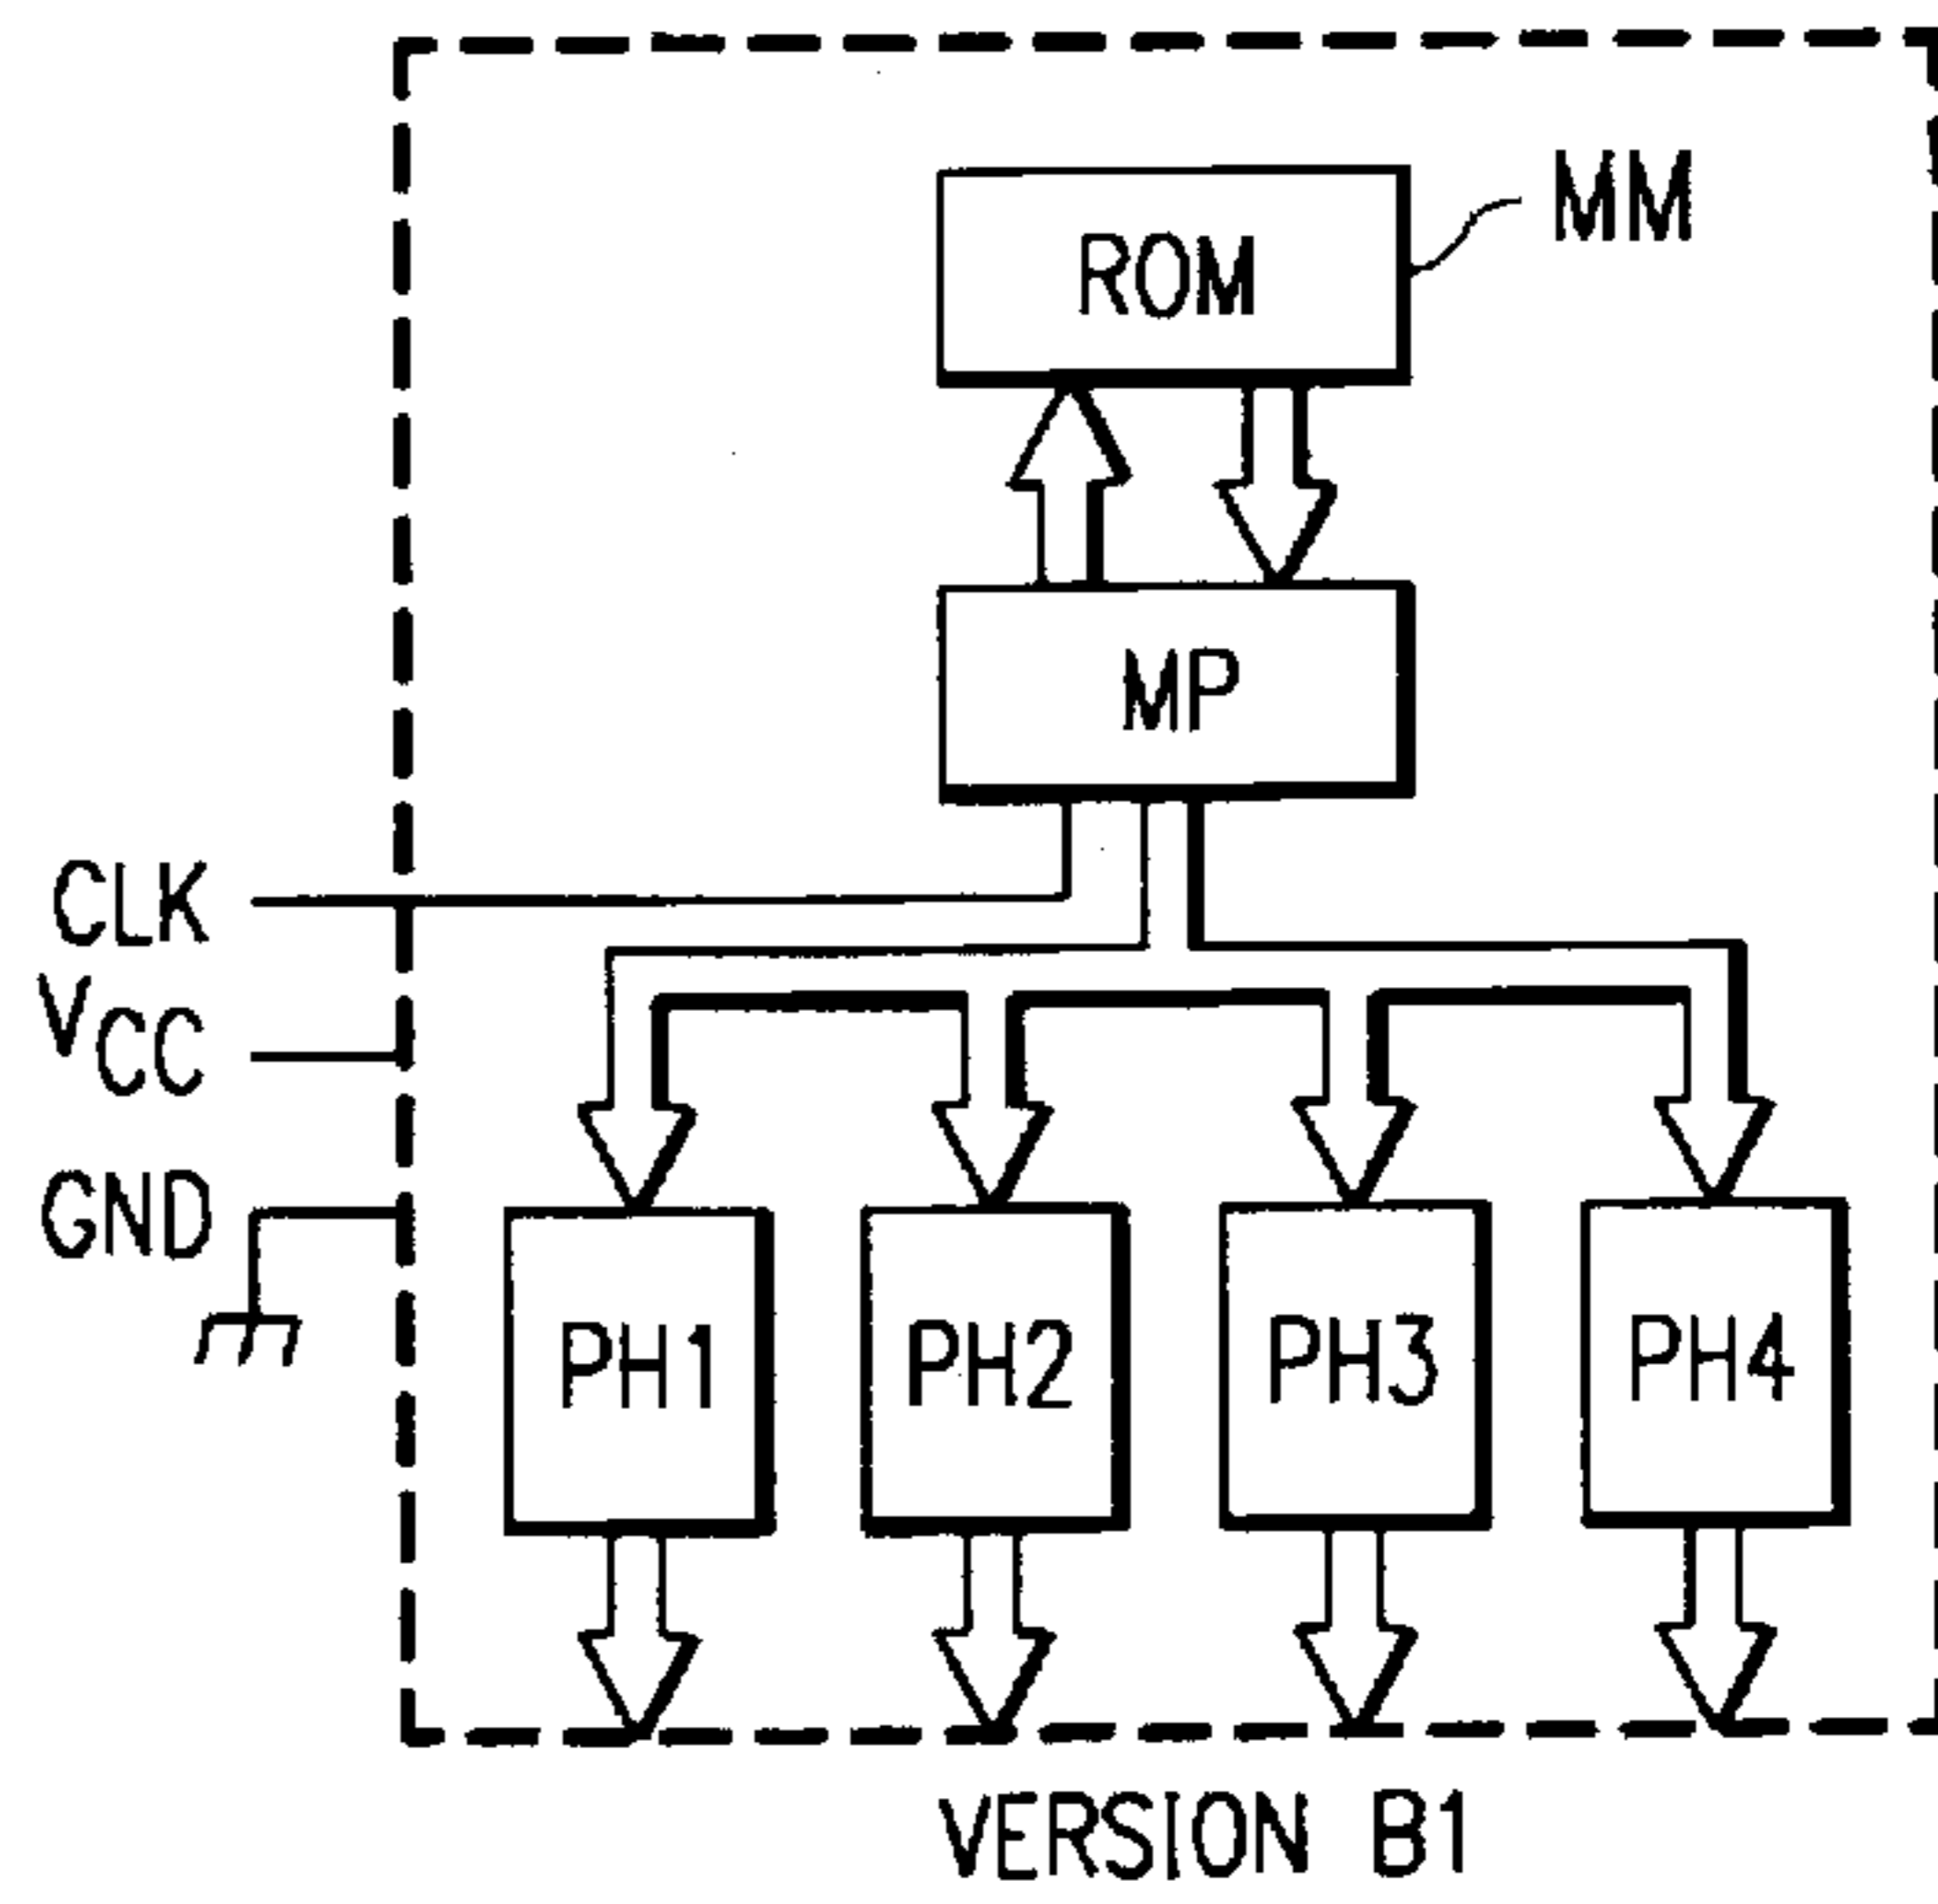 ROM
MM
MP
CLK
VCC
GND
PH1
PH2
PH3
PH4
VERSION B1